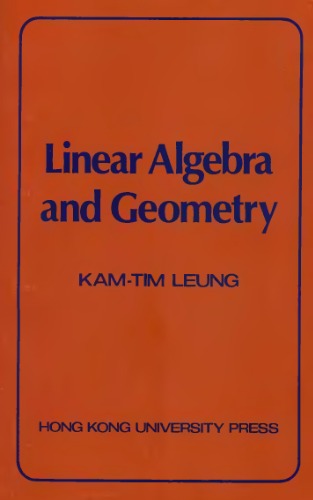 Linear Algebra
and Geometry
KAM-TIM LEUNG
HONG KONG UNIVERSITY PRESS